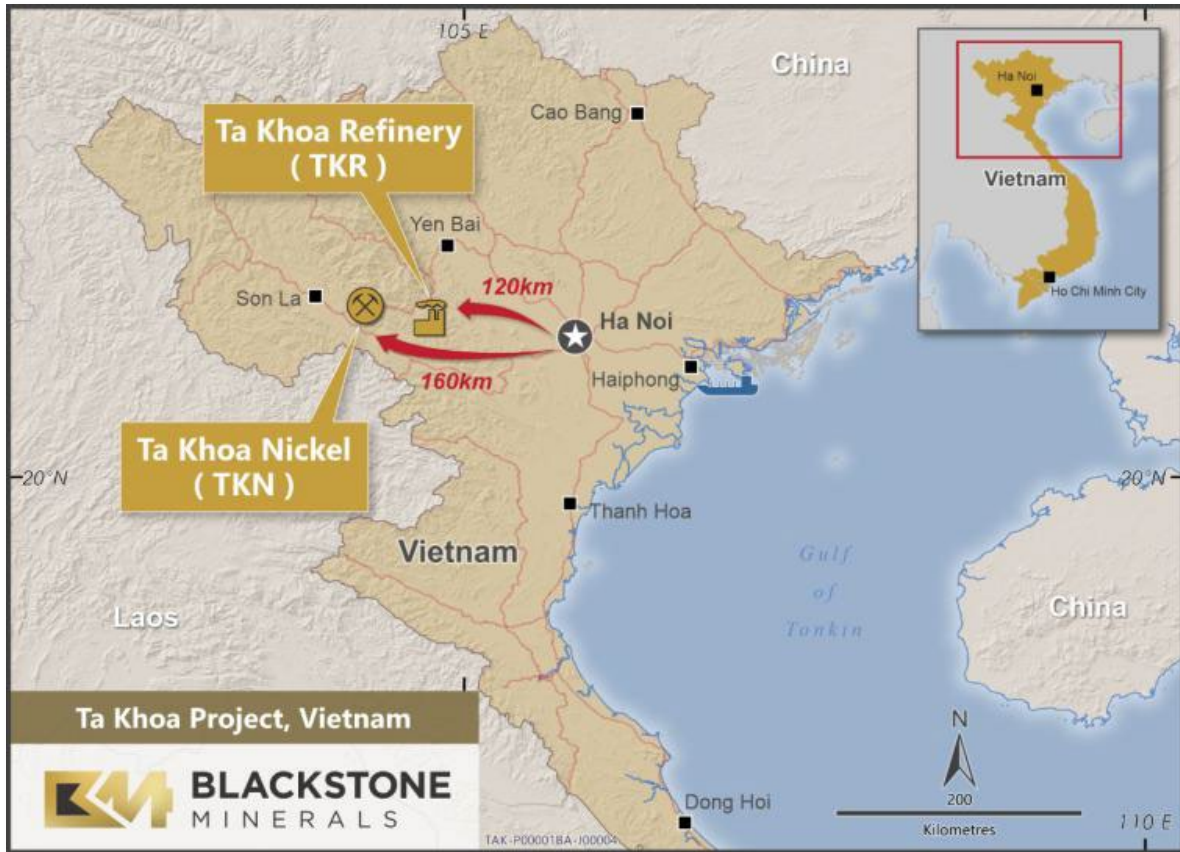 105 E
China
Ha Noi
Vietnam
Ho Chi Minh City
Ta Khoa Refinery
( TKR )
Cao Bang
Yen Bai
Son La
120km
Ha Noi
160km
Haiphong
Ta Khoa Nickel
( TKN )
20°N
20°N
Thanh Hoa
Vietnam
Gulf
of
Tonkin
Laos
China
Ta Khoa Project, Vietnam
BLACKSTONE
MINERALS
N
200
Kilometres
Dong Hoi
110 E
TAK-P000018A-J00004